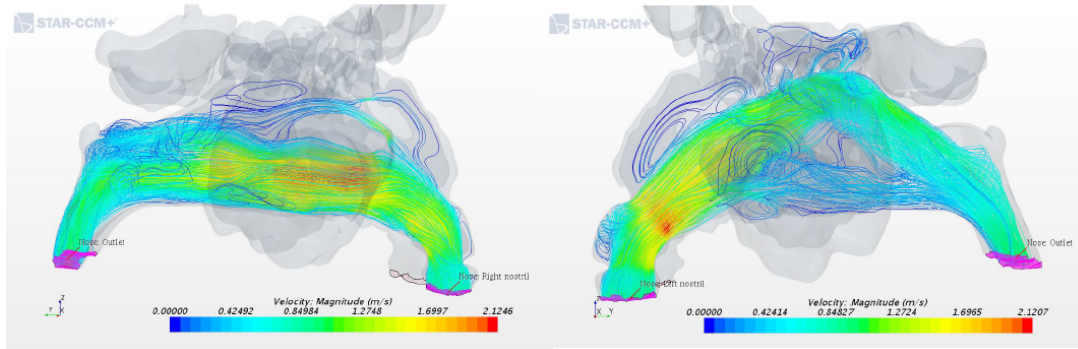 STAR-CCM+
Nose: Outlet
Nose: Right nostril
Z
Y X
Velocity: Magnitude (m/s)
0.00000 0.42492 0.84984 1.2748 1.6997 2.1246
STAR-CCM+
Nose: Outlet
nostril
Z
X Y
Velocity: Magnitude (m/s)
0.00000 0.42414 0.84827 1.2724 1.6965 2.1207